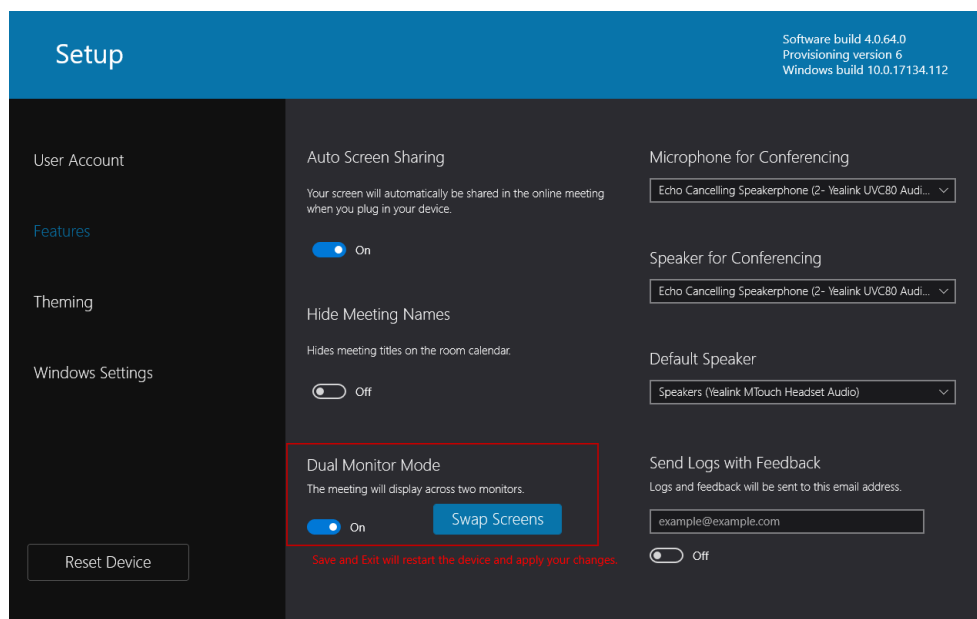 Setup
Software build 4.0.64.0
Provisioning version 6
Windows build 10.0.17134.112
User Account
Features
Theming
Windows Settings
Reset Device
Auto Screen Sharing
Your screen will automatically be shared in the online meeting
when you plug in your device.
On
Hide Meeting Names
Hides meeting titles on the room calendar.
Off
Dual Monitor Mode
The meeting will display across two monitors.
On
Swap Screens
Save and Exit will restart the device and apply your changes.
Microphone for Conferencing
Echo Cancelling Speakerphone (2- Yealink UVC80 Audi...
Speaker for Conferencing
Echo Cancelling Speakerphone (2- Yealink UVC80 Audi...
Default Speaker
Speakers (Yealink MTouch Headset Audio)
Send Logs with Feedback
Logs and feedback will be sent to this email address.
example@example.com
Off